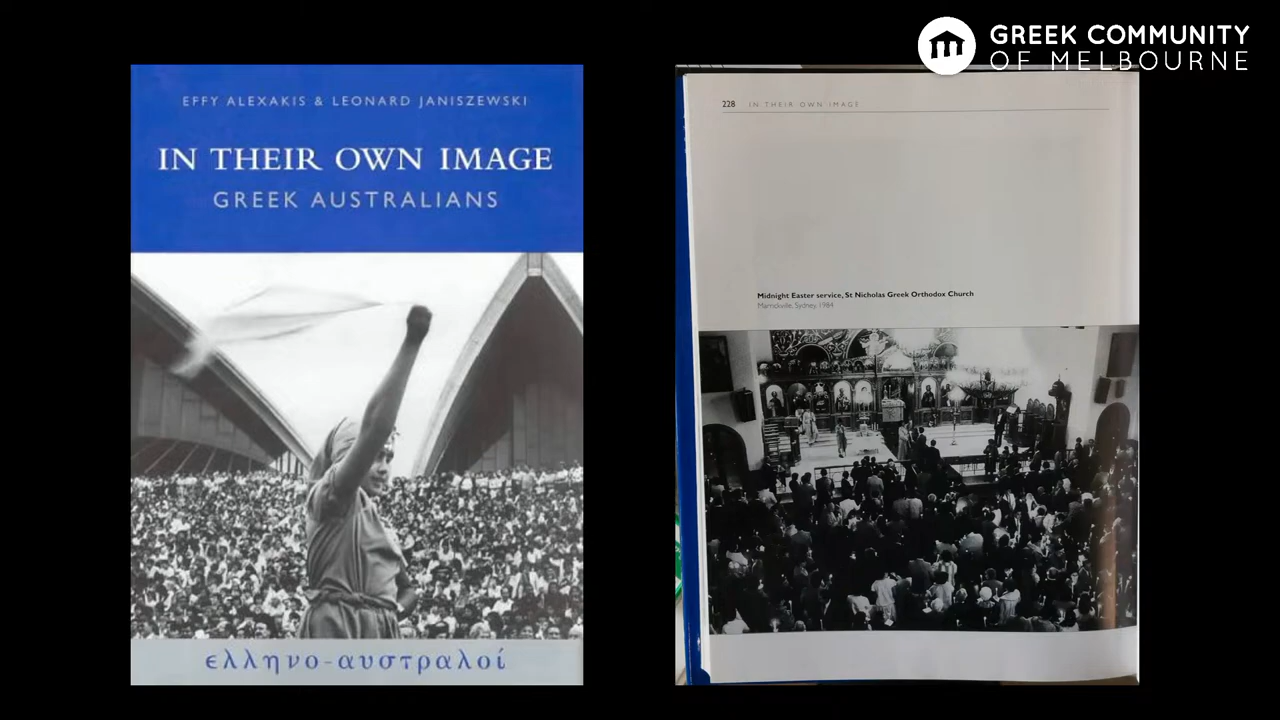 GREEK COMMUNITY
OF MELBOURNE
EFFY ALEXAKIS & LEONARD JANISZEWSKI
IN THEIR OWN IMAGE
GREEK AUSTRALIANS
ελληνο-αυστραλοί
228 IN THEIR OWN IMAGE
Midnight Easter service, St Nicholas Greek Orthodox Church
Marrickville, Sydney, 1984